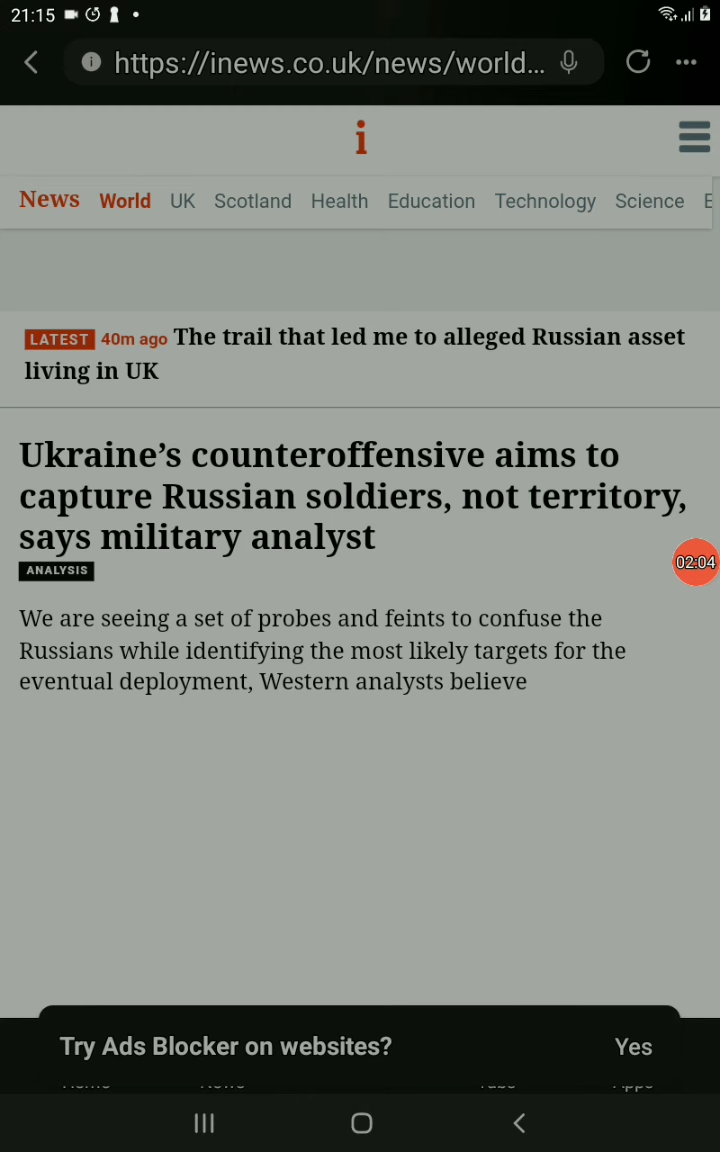 21:15
https://inews.co.uk/news/world...
i
News World UK Scotland Health Education Technology Science E
LATEST 40m ago The trail that led me to alleged Russian asset
living in UK
Ukraine’s counteroffensive aims to
capture Russian soldiers, not territory,
says military analyst
02:04
ANALYSIS
We are seeing a set of probes and feints to confuse the
Russians while identifying the most likely targets for the
eventual deployment, Western analysts believe
Try Ads Blocker on websites? Yes